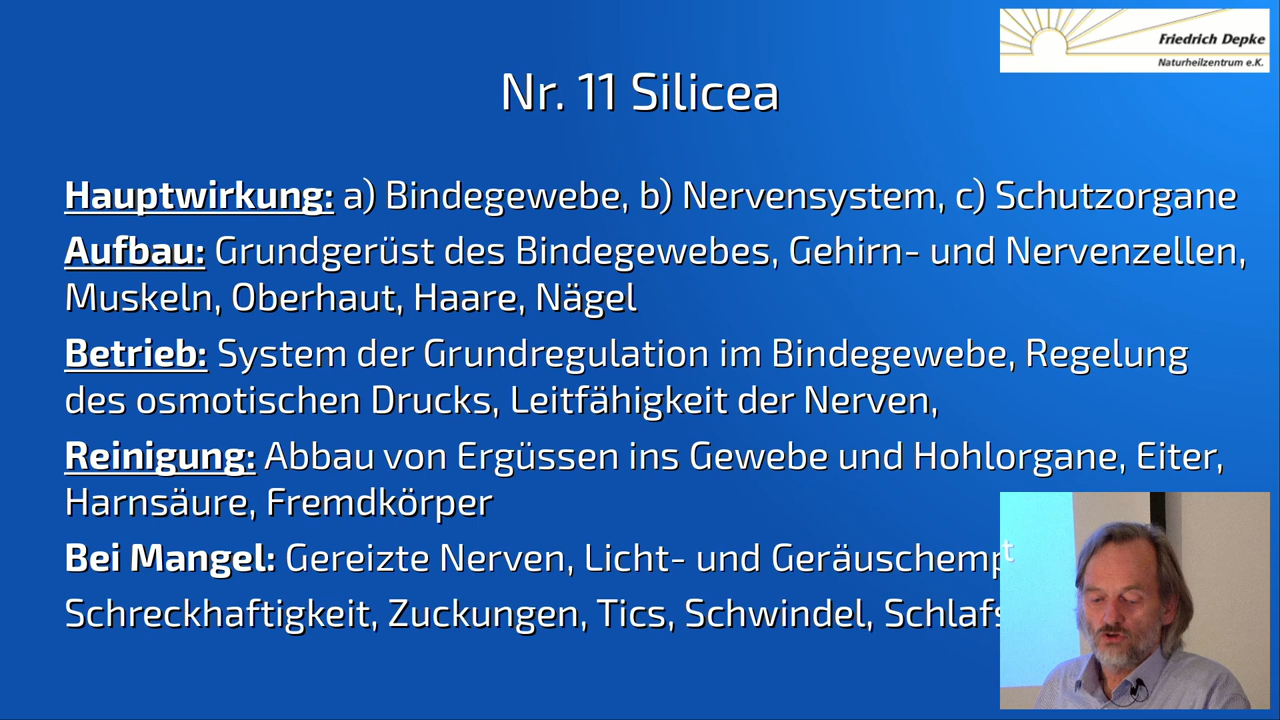 Friedrich Depke
Naturheilzentrum e.K.
Nr. 11 Silicea
Hauptwirkung: a) Bindegewebe, b) Nervensystem, c) Schutzorgane
Aufbau: Grundgerüst des Bindegewebes, Gehirn- und Nervenzellen,
Muskeln, Oberhaut, Haare, Nägel
Betrieb: System der Grundregulation im Bindegewebe, Regelung
des osmotischen Drucks, Leitfähigkeit der Nerven,
Reinigung: Abbau von Ergüssen ins Gewebe und Hohlorgane, Eiter,
Harnsäure, Fremdkörper
Bei Mangel: Gereizte Nerven, Licht- und
Schreckhaftigkeit, Zuckungen, Tics, Schwindel,